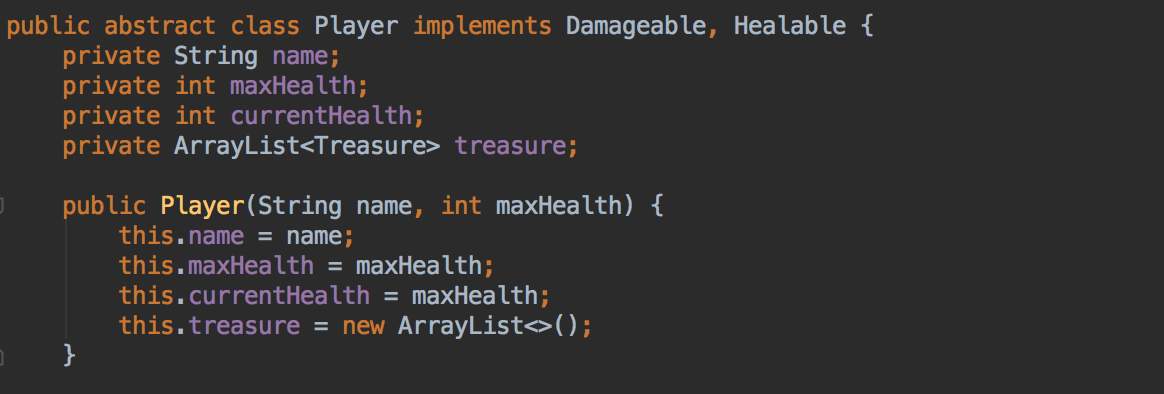 public abstract class Player implements Damageable, Healable {
    private String name;
    private int maxHealth;
    private int currentHealth;
    private ArrayList<Treasure> treasure;

    public Player(String name, int maxHealth) {
        this.name = name;
        this.maxHealth = maxHealth;
        this.currentHealth = maxHealth;
        this.treasure = new ArrayList<>();
    }